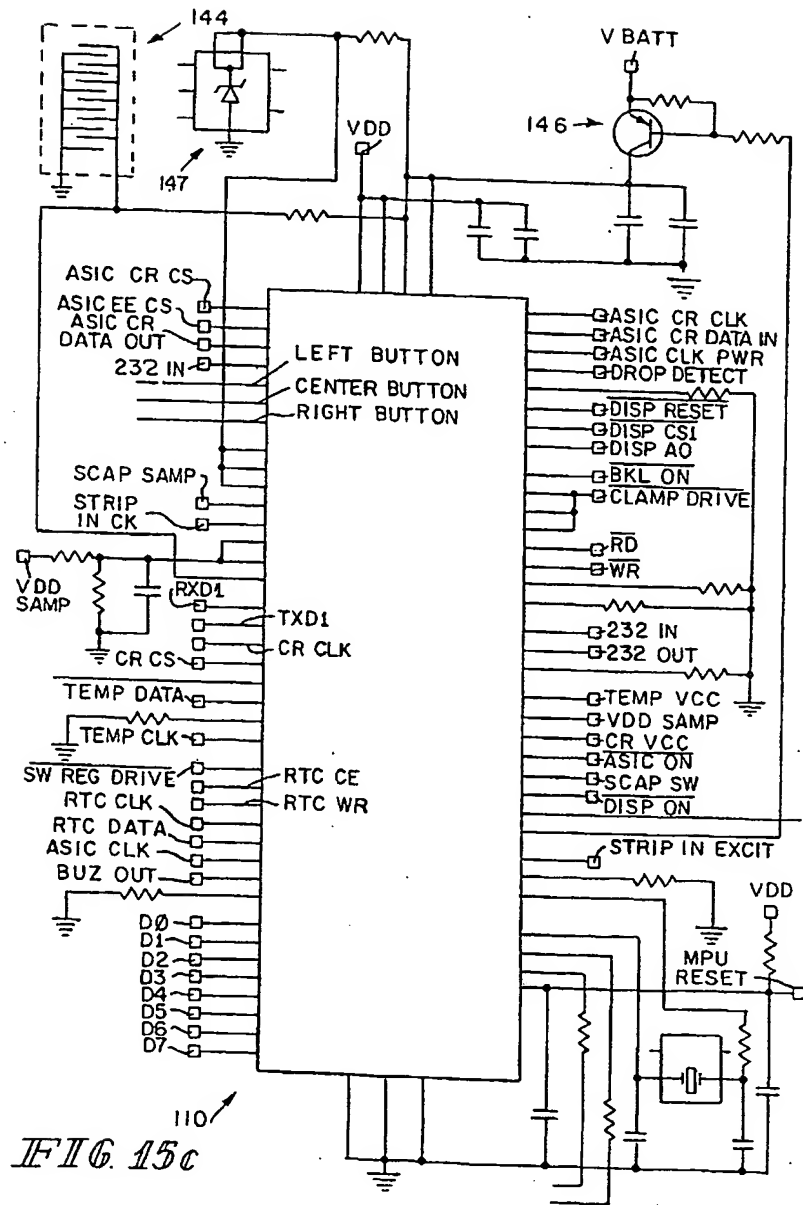 144
V BATT
146
147
VDD
ASIC CR CS
ASIC EE CS
ASIC CR
DATA OUT
232 IN
LEFT BUTTON
CENTER BUTTON
RIGHT BUTTON
SCAP SAMP
STRIP
IN CK
VDD
SAMP
RXD1
TXD1
CR CLK
CR CS
TEMP DATA
TEMP CLK
SW REG DRIVE
RTC CE
RTC WR
RTC CLK
RTC DATA
ASIC CLK
BUZ OUT
D0
D1
D2
D3
D4
D5
D6
D7
ASIC CR CLK
ASIC CR DATA IN
ASIC CLK PWR
DROP DETECT
DISP RESET
DISP CS1
DISP A0
BKL ON
CLAMP DRIVE
RD
WR
232 IN
232 OUT
TEMP VCC
VDD SAMP
CR VCC
ASIC ON
SCAP SW
DISP ON
STRIP IN EXCIT
VDD
MPU
RESET
110
FIG. 15c